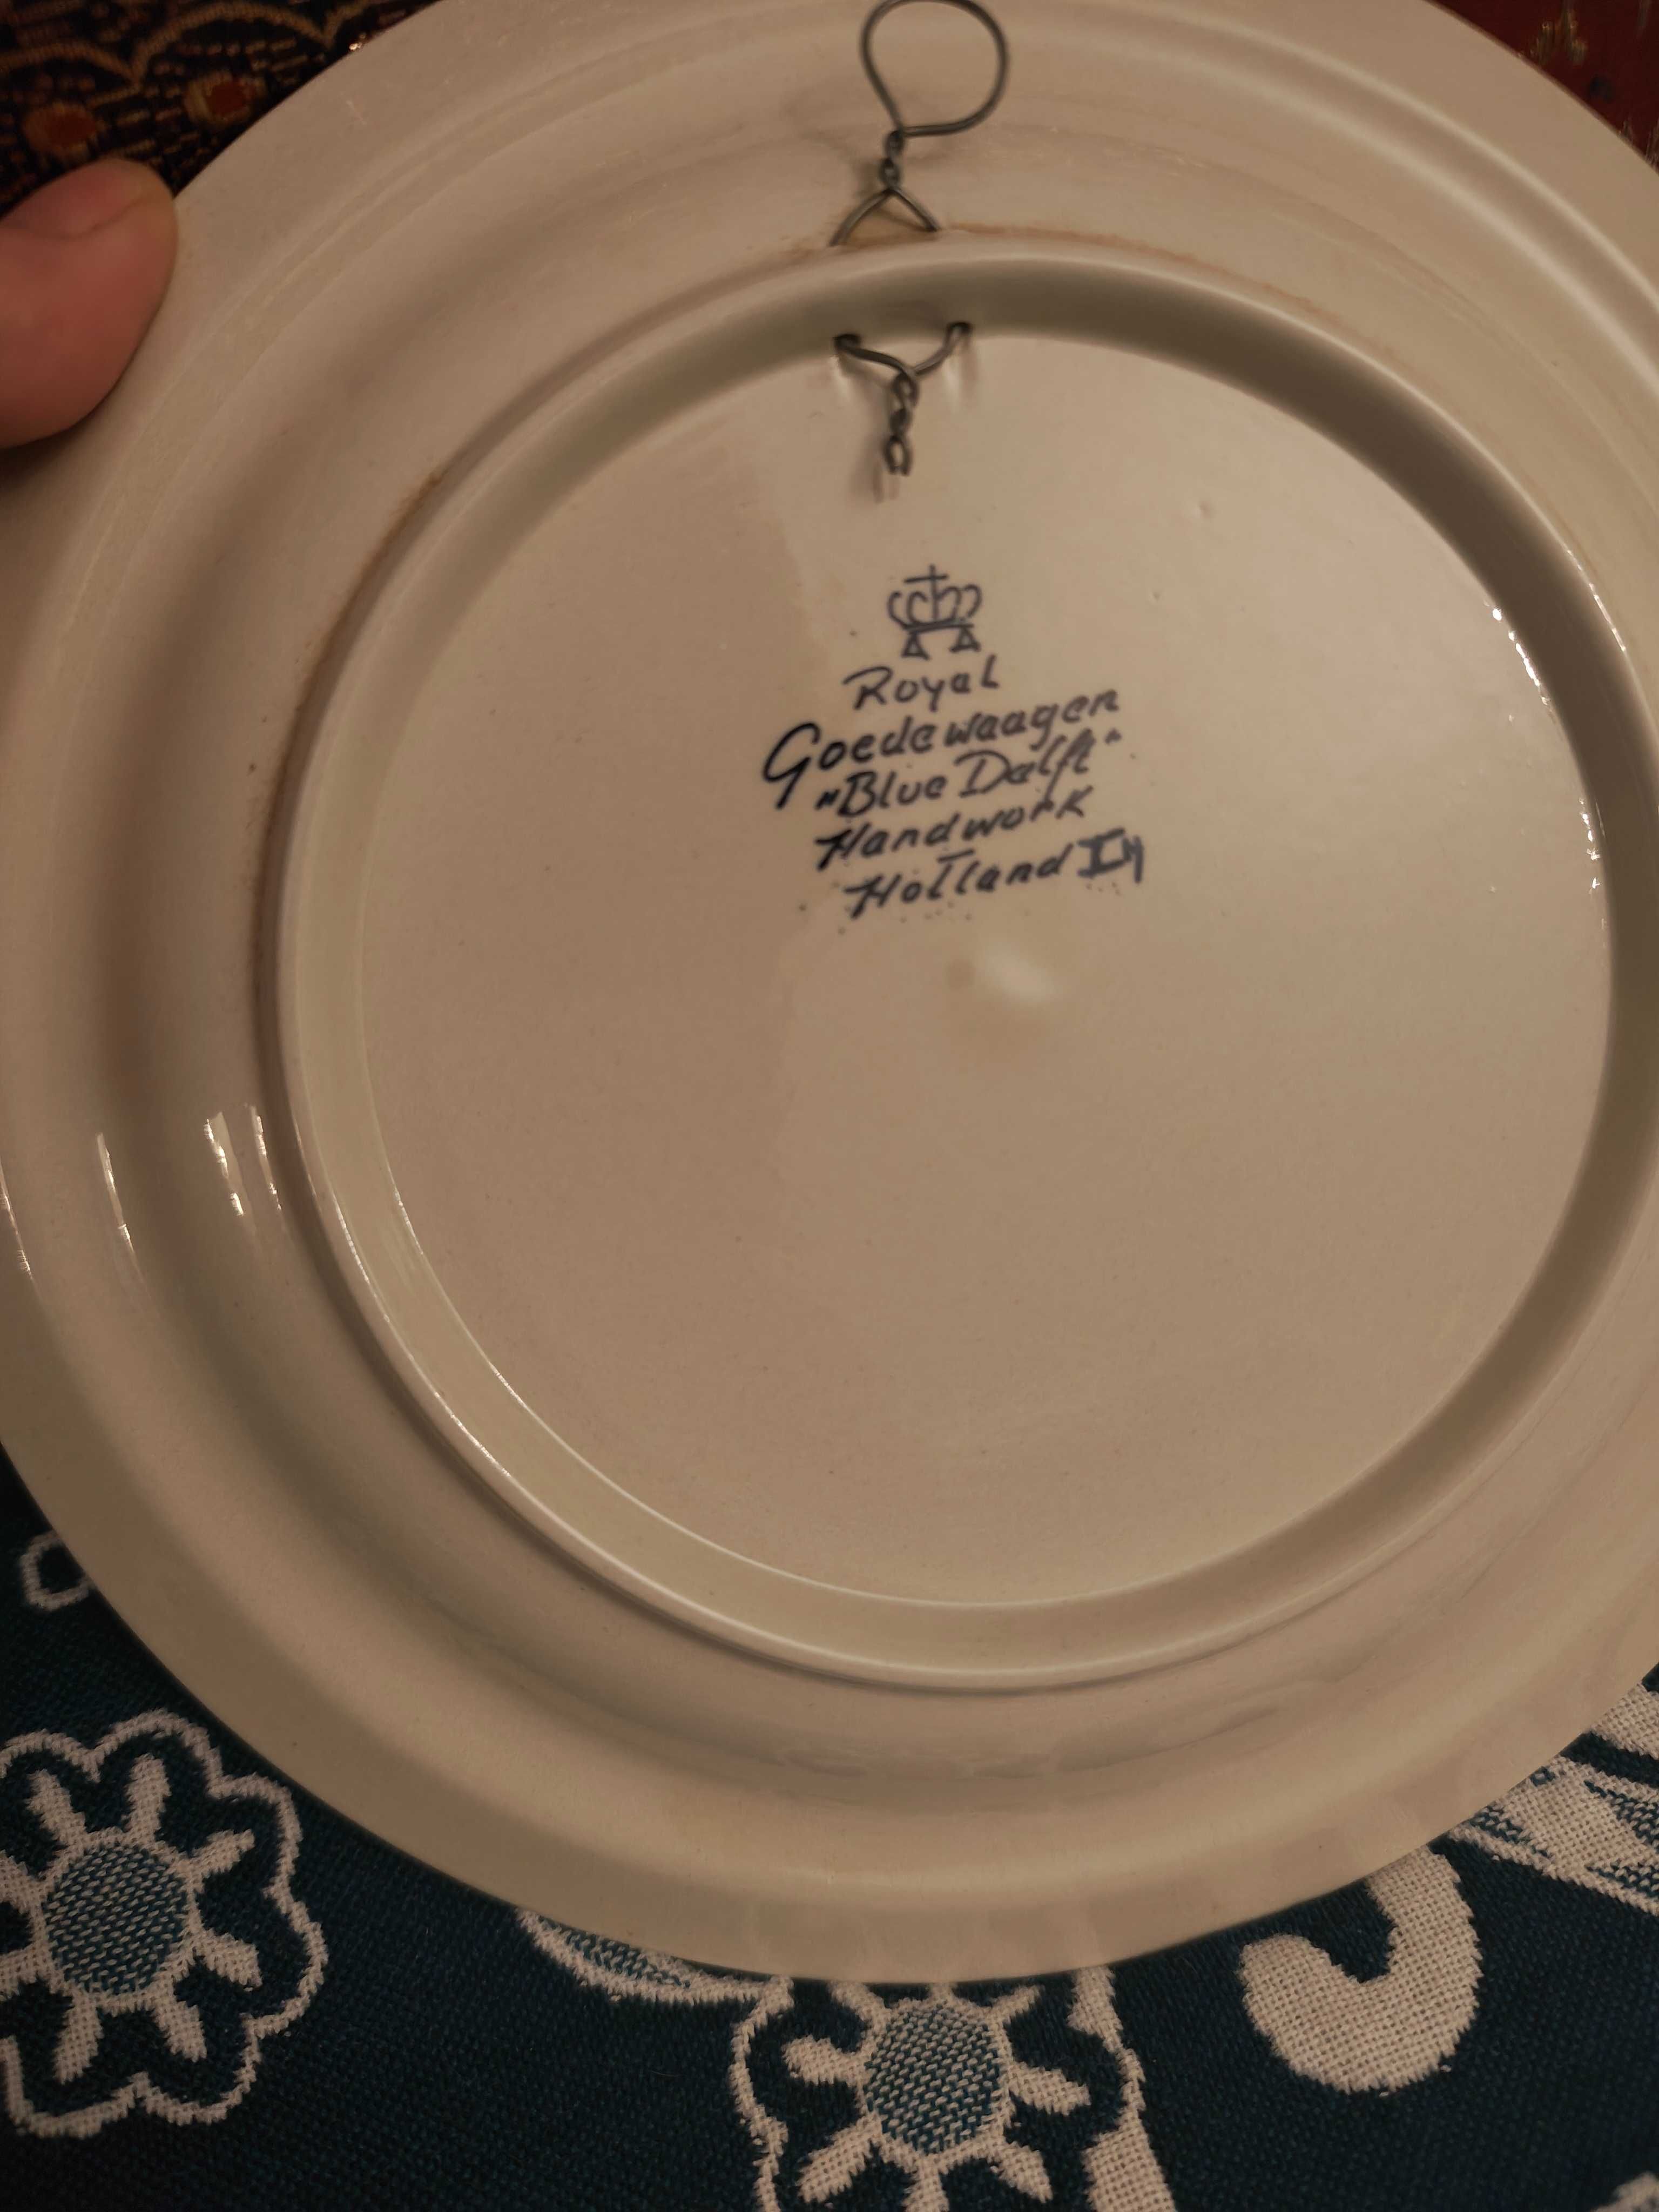 Royal
Goedewaagen
„Blue Delft"
Handwork
Holland